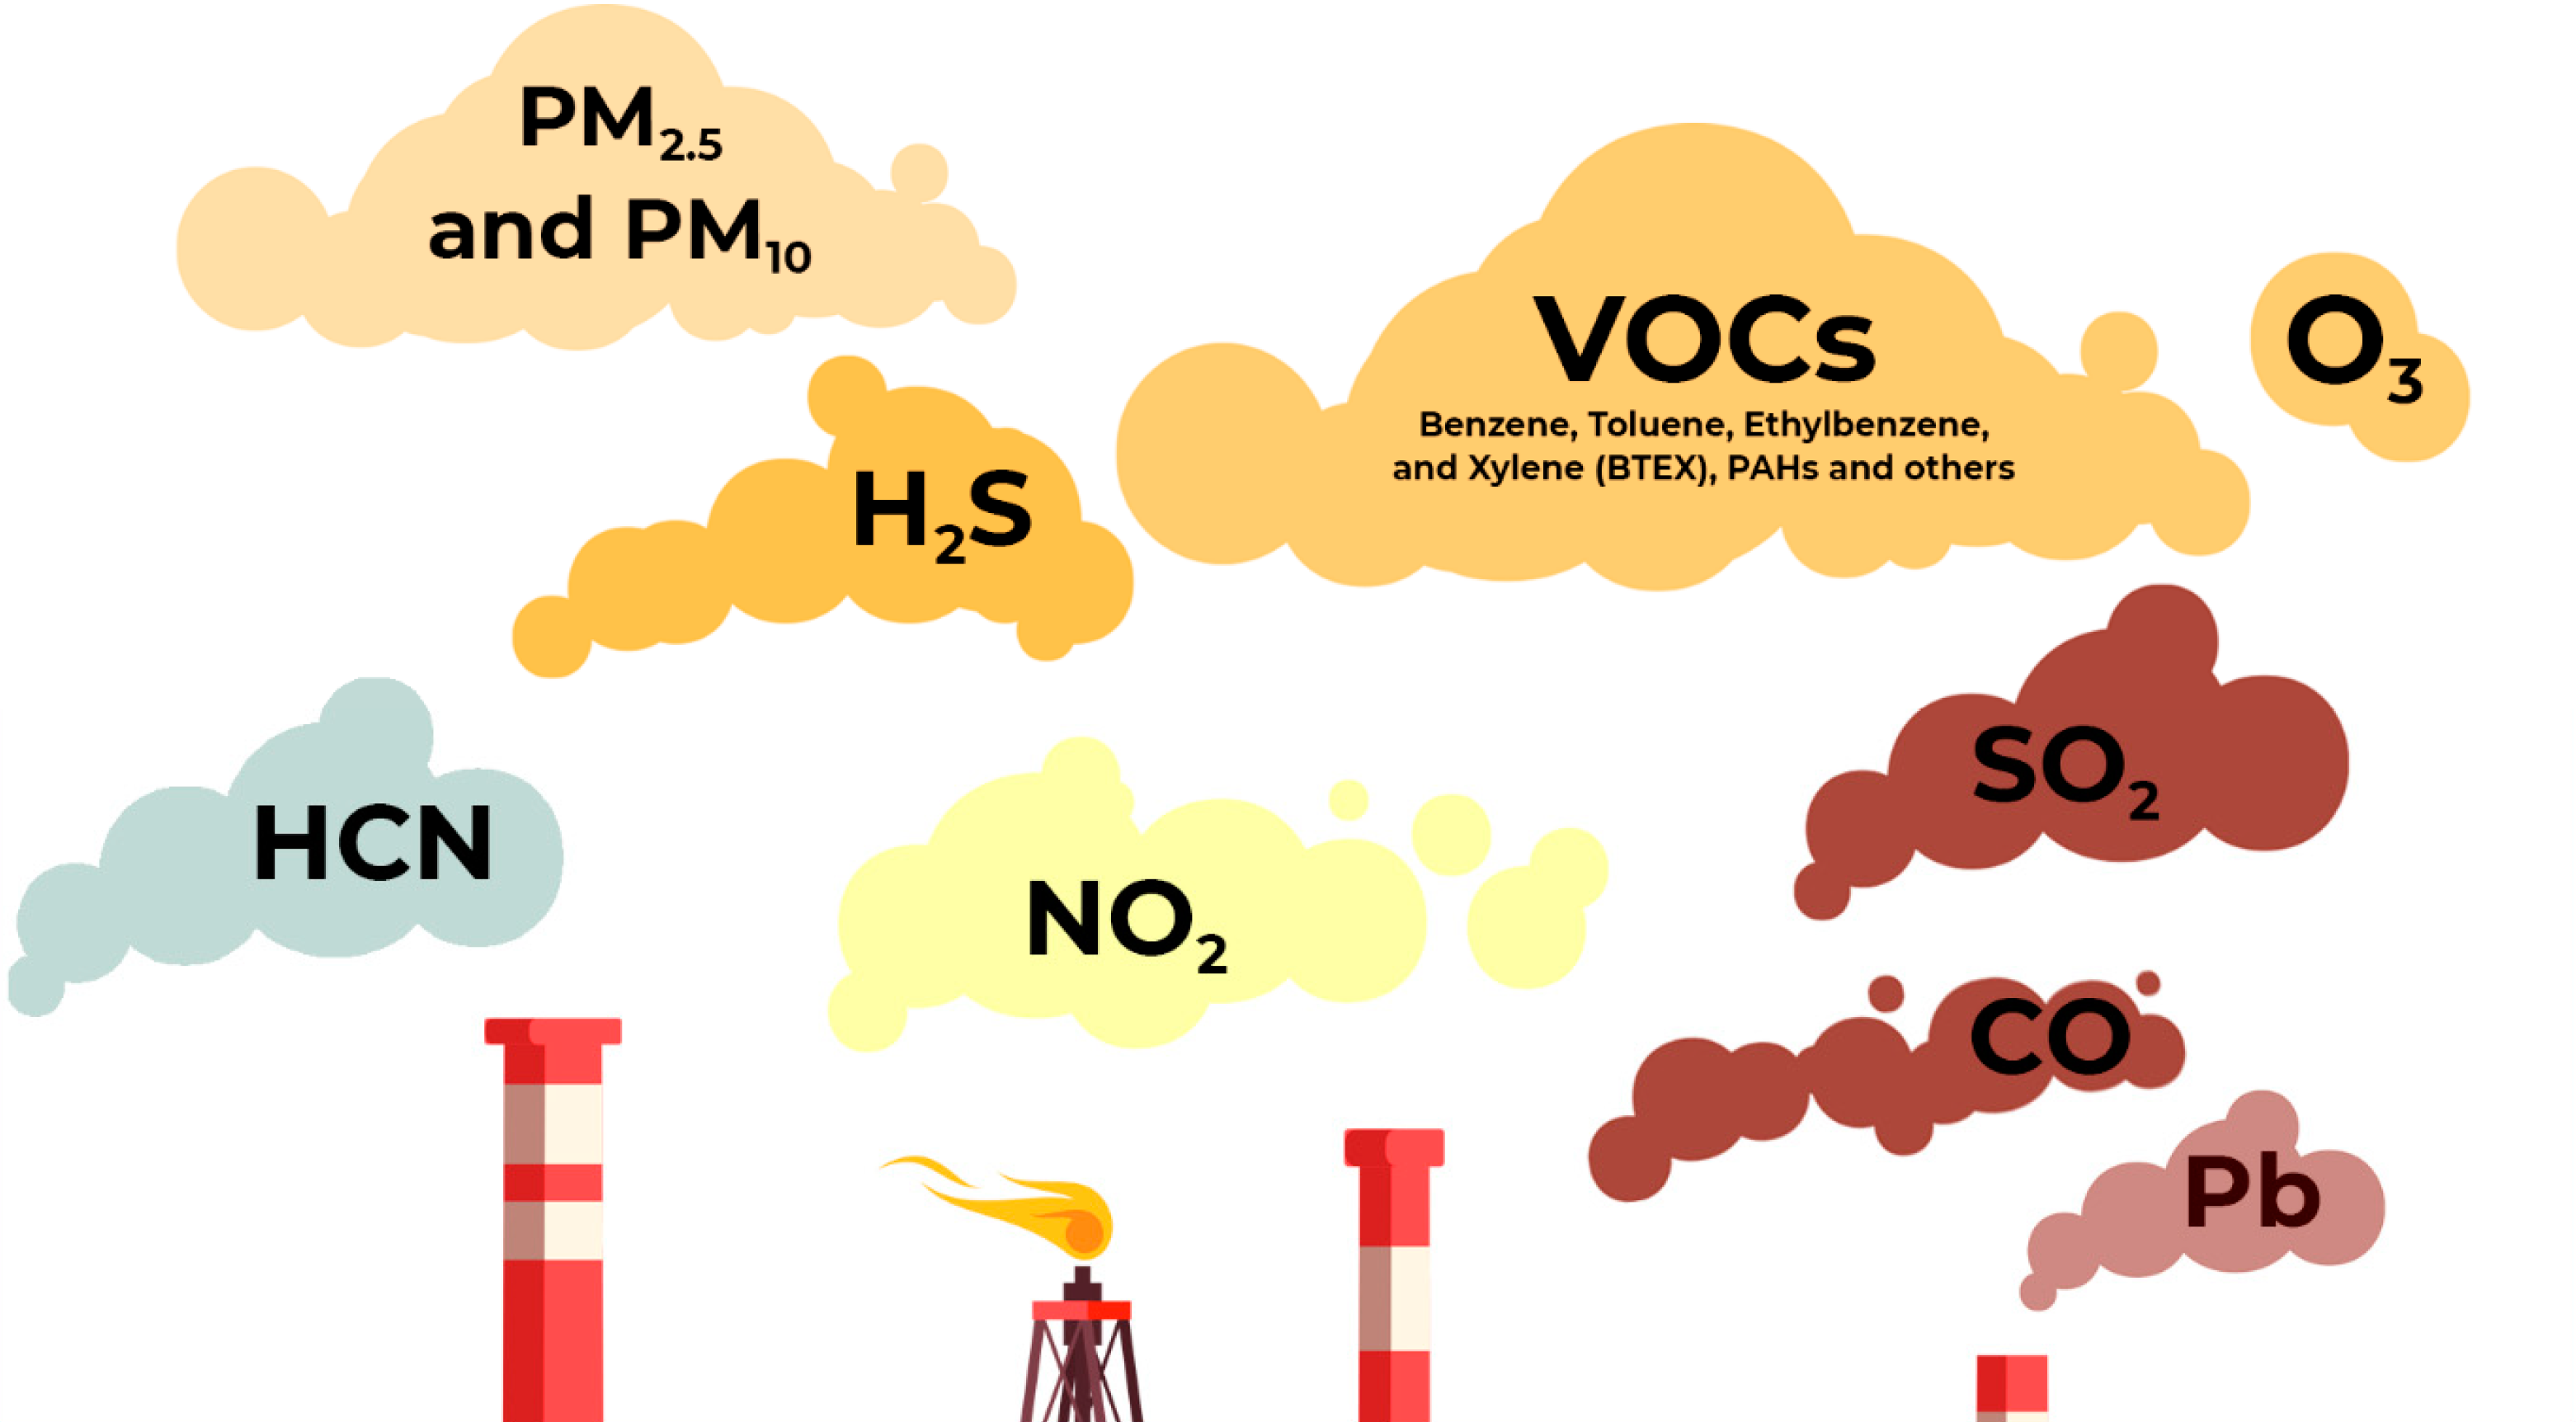 PM₂.₅
and PM₁₀
VOCs
Benzene, Toluene, Ethylbenzene,
and Xylene (BTEX), PAHs and others
O₃
H₂S
HCN
NO₂
SO₂
CO
Pb